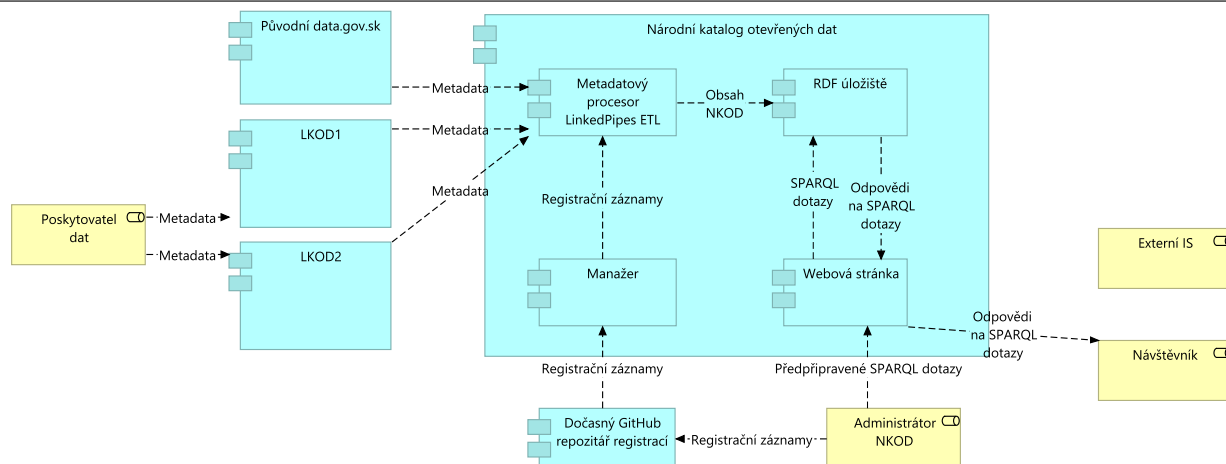 Původní data.gov.sk
Národní katalog otevřených dat
Metadatový
procesor
LinkedPipes ETL
RDF úložiště
Metadata
Obsah
NKOD
LKOD1
Metadata
Metadata
SPARQL
dotazy
Odpovědi
na SPARQL
dotazy
Registrační záznamy
Poskytovatel
dat
Metadata
Metadata
LKOD2
Manažer
Webová stránka
Externí IS
Odpovědi
na SPARQL
dotazy
Návštěvník
Registrační záznamy
Předpřipravené SPARQL dotazy
Dočasný GitHub
repozitář registrací
Registrační záznamy
Administrátor
NKOD